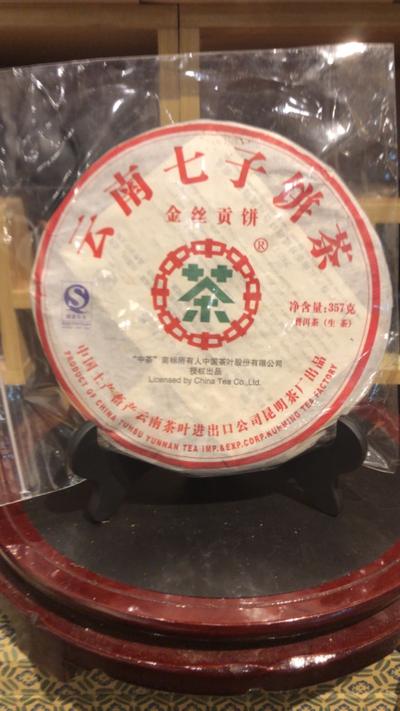 云南七子饼茶
金丝贡饼
®
茶
净含量:357克
普洱茶(生茶)
"中茶"商标所有人中国茶叶股份有限公司
授权出品
Licensed by China Tea Co.,Ltd.
中国土产畜产云南茶叶进出口公司昆明茶厂出品
PRODUCT OF CHINA TUHSU YUNNAN TEA IMP.&EXP.CORP.KUNMING TEA FACTORY